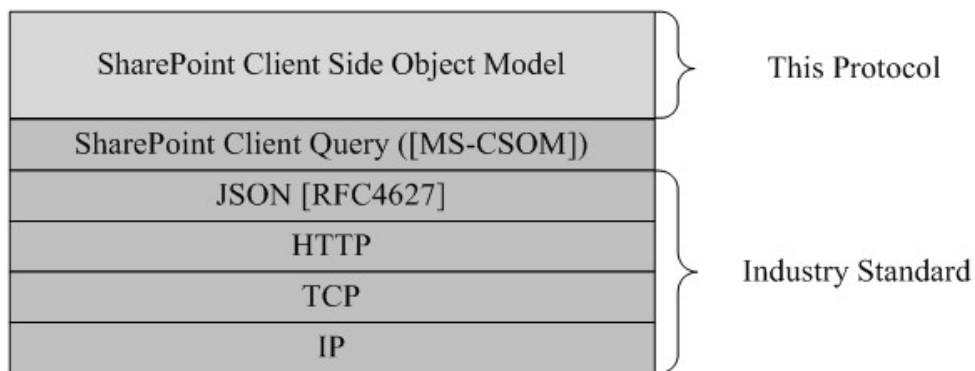 SharePoint Client Side Object Model
This Protocol
SharePoint Client Query ([MS-CSOM])
JSON [RFC4627]
HTTP
Industry Standard
TCP
IP